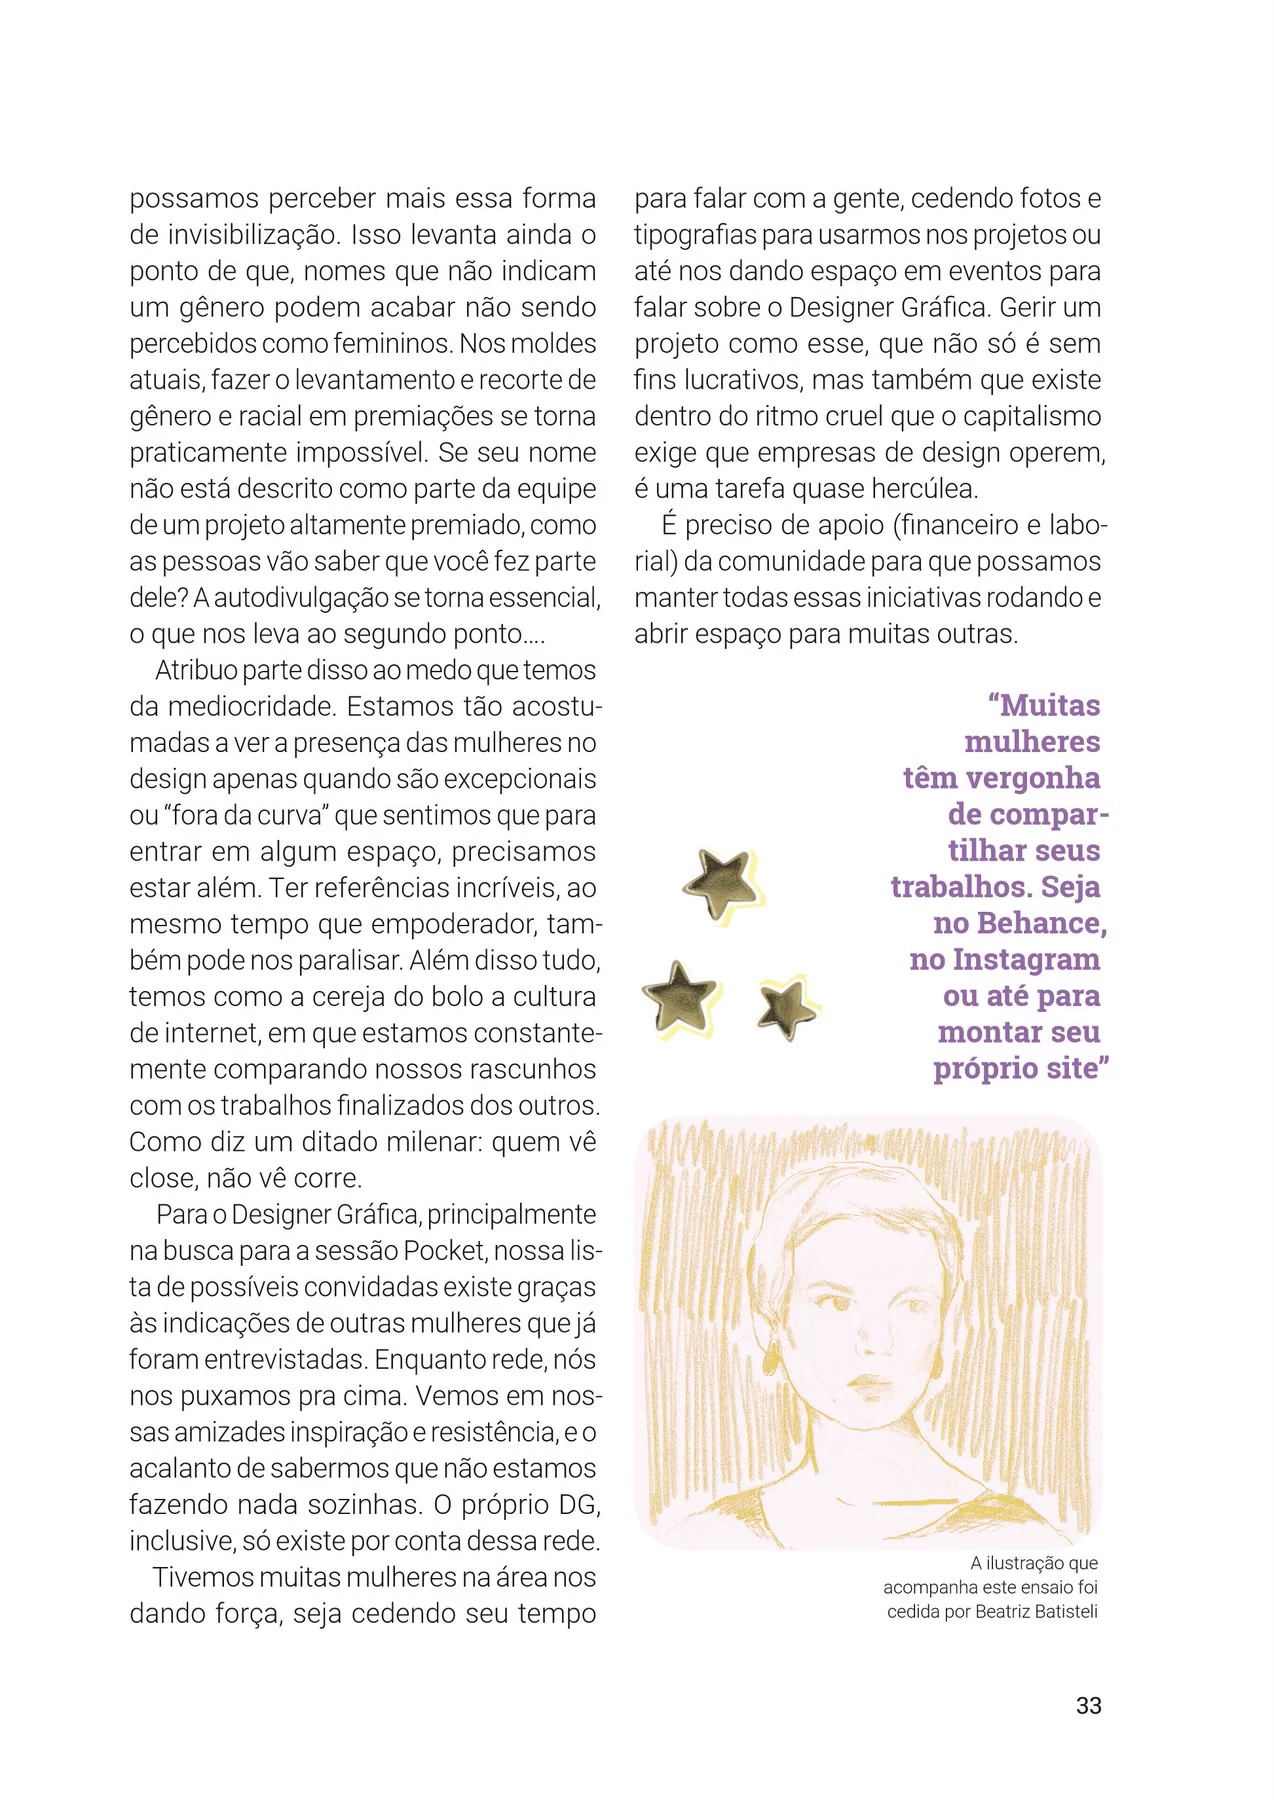 possamos perceber mais essa forma
de invisibilização. Isso levanta ainda o
ponto de que, nomes que não indicam
um gênero podem acabar não sendo
percebidos como femininos. Nos moldes
atuais, fazer o levantamento e recorte de
gênero e racial em premiações se torna
praticamente impossível. Se seu nome
não está descrito como parte da equipe
de um projeto altamente premiado, como
as pessoas vão saber que você fez parte
dele? A autodivulgação se torna essencial,
o que nos leva ao segundo ponto....
Atribuo parte disso ao medo que temos
da mediocridade. Estamos tão acostu-
madas a ver a presença das mulheres no
design apenas quando são excepcionais
ou “fora da curva” que sentimos que para
entrar em algum espaço, precisamos
estar além. Ter referências incríveis, ao
mesmo tempo que empoderador, tam-
bém pode nos paralisar. Além disso tudo,
temos como a cereja do bolo a cultura
de internet, em que estamos constante-
mente comparando nossos rascunhos
com os trabalhos finalizados dos outros.
Como diz um ditado milenar: quem vê
close, não vê corre.
Para o Designer Gráfica, principalmente
na busca para a sessão Pocket, nossa lis-
ta de possíveis convidadas existe graças
às indicações de outras mulheres que já
foram entrevistadas. Enquanto rede, nós
nos puxamos pra cima. Vemos em nos-
sas amizades inspiração e resistência, e o
acalanto de sabermos que não estamos
fazendo nada sozinhas. O próprio DG,
inclusive, só existe por conta dessa rede.
Tivemos muitas mulheres na área nos
dando força, seja cedendo seu tempo
para falar com a gente, cedendo fotos e
tipografias para usarmos nos projetos ou
até nos dando espaço em eventos para
falar sobre o Designer Gráfica. Gerir um
projeto como esse, que não só é sem
fins lucrativos, mas também que existe
dentro do ritmo cruel que o capitalismo
exige que empresas de design operem,
é uma tarefa quase hercúlea.
É preciso de apoio (financeiro e labo-
rial) da comunidade para que possamos
manter todas essas iniciativas rodando e
abrir espaço para muitas outras.
“Muitas
mulheres
têm vergonha
de compar-
tilhar seus
trabalhos. Seja
no Behance,
no Instagram
ou até para
montar seu
próprio site”
A ilustração que
acompanha este ensaio foi
cedida por Beatriz Batisteli
33